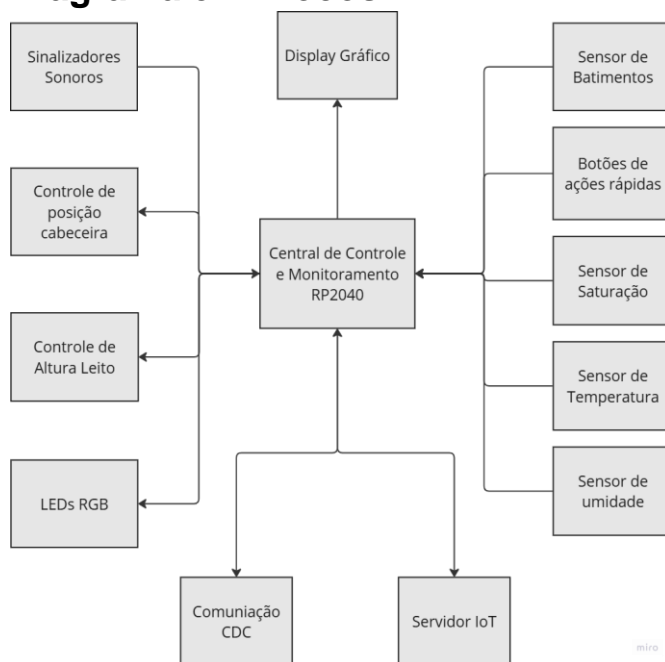 Sinalizadores
Sonoros
Display Gráfico
Sensor de
Batimentos
Controle de
posição
cabeceira
Botões de
ações rápidas
Central de Controle
e Monitoramento
RP2040
Sensor de
Saturação
Controle de
Altura Leito
Sensor de
Temperatura
LEDs RGB
Sensor de
umidade
Comuniação
CDC
Servidor IoT
miro